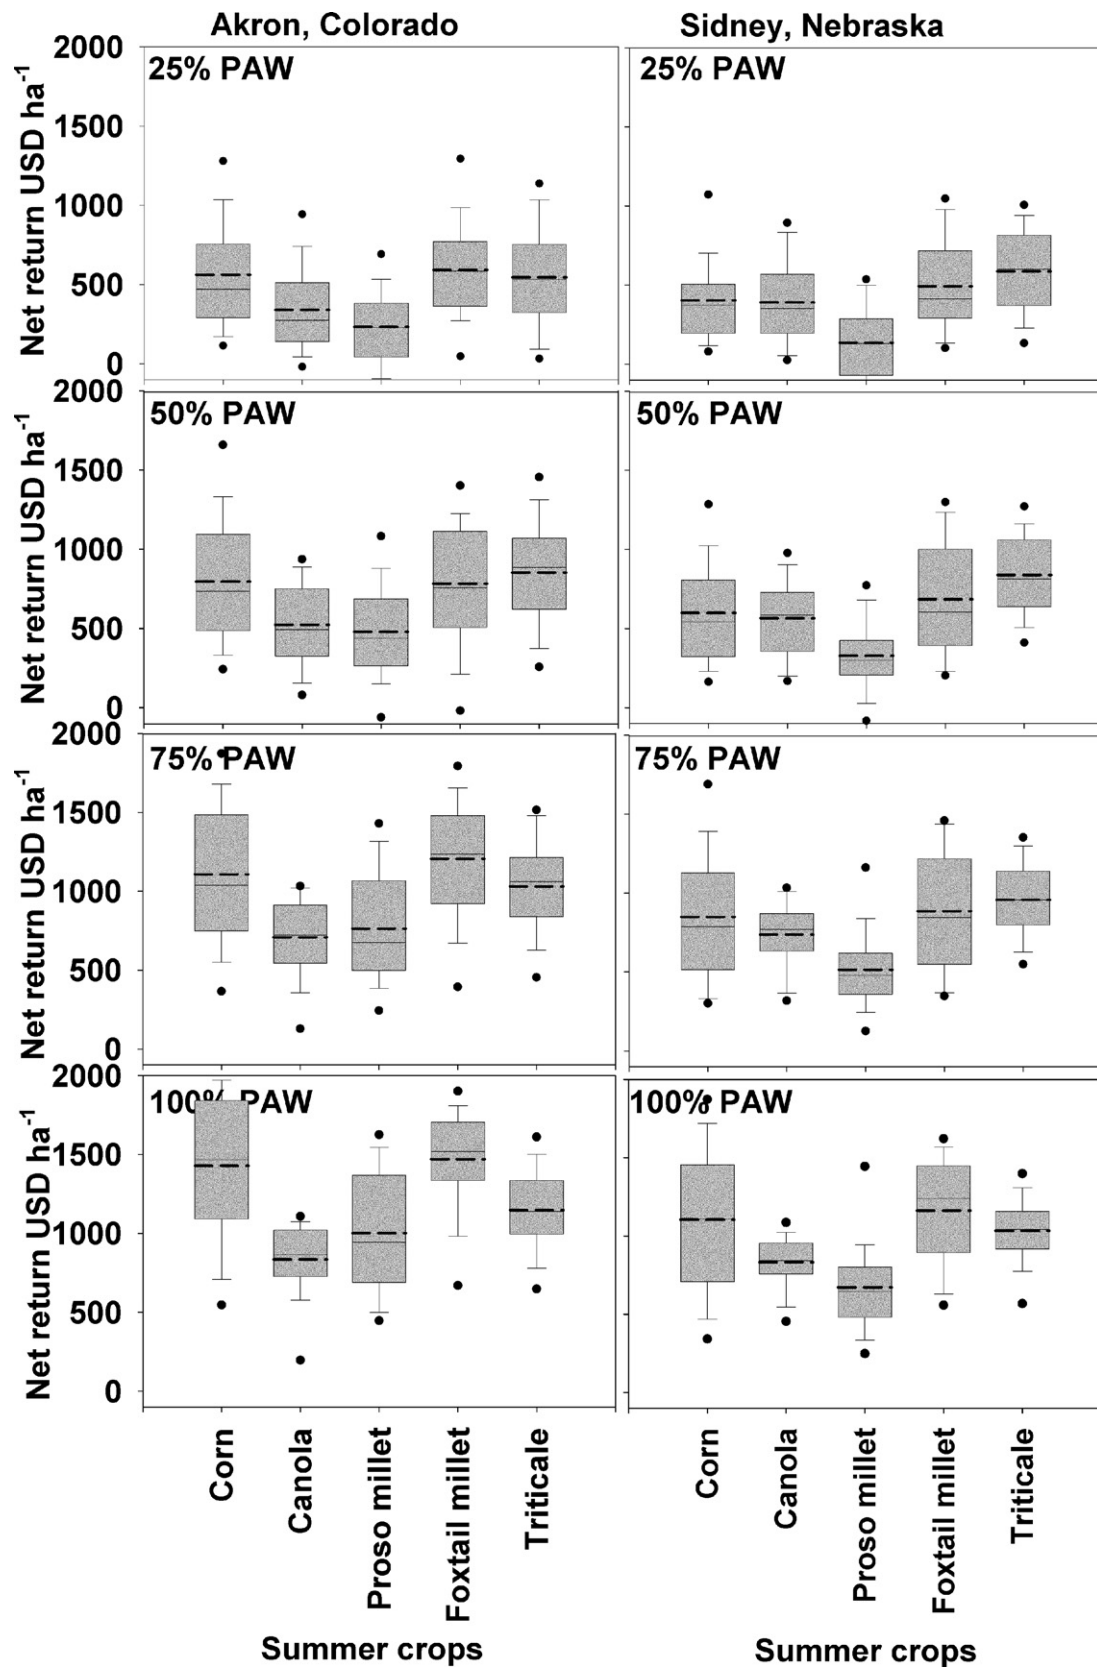 Akron, Colorado
Sidney, Nebraska
Net return USD ha⁻¹
2000
1500
1000
500
0
25% PAW
25% PAW
Net return USD ha⁻¹
2000
1500
1000
500
0
50% PAW
50% PAW
Net return USD ha⁻¹
2000
1500
1000
500
0
75% PAW
75% PAW
Net return USD ha⁻¹
2000
1500
1000
500
0
100% PAW
100% PAW
Corn
Canola
Proso millet
Foxtail millet
Triticale
Corn
Canola
Proso millet
Foxtail millet
Triticale
Summer crops
Summer crops